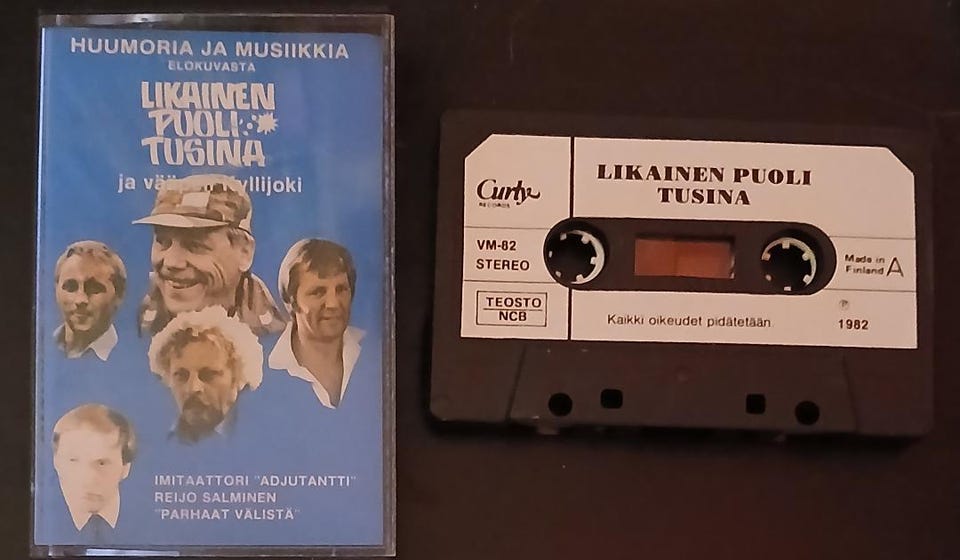 HUUMORIA JA MUSIIKKIA
ELOKUVASTA
LIKAINEN
PUOLI
TUSINA
ja
IMITAATTORI "ADJUTANTTI"
REIJO SALMINEN
"PARHAAT VÄLISTÄ"
Curly
RECORDS
LIKAINEN PUOLI
TUSINA
VM-82
STEREO
Made in
Finland A
TEOSTO
NCB
Kaikki oikeudet pidätetään
℗
1982